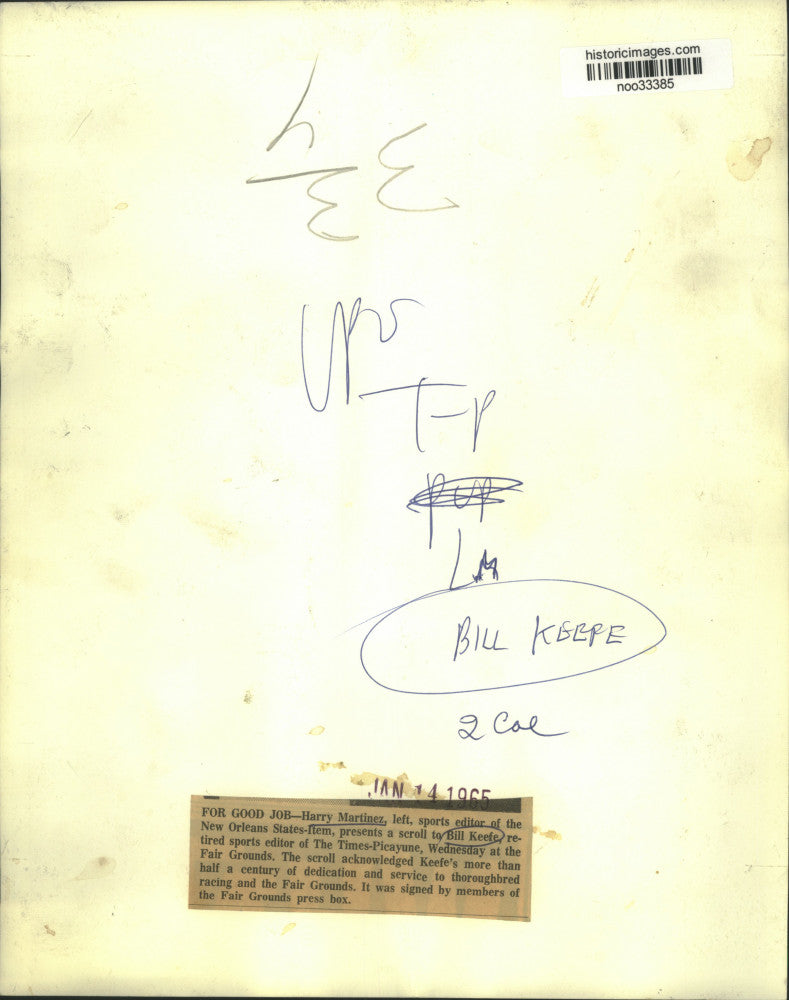 historicimages.com
noo33385
T-P
LM
BILL KEEFE
2 Col
JAN 14 1965
FOR GOOD JOB—Harry Martinez, left, sports editor of the
New Orleans States-Item, presents a scroll to Bill Keefe, re-
tired sports editor of The Times-Picayune, Wednesday at the
Fair Grounds. The scroll acknowledged Keefe's more than
half a century of dedication and service to thoroughbred
racing and the Fair Grounds. It was signed by members of
the Fair Grounds press box.